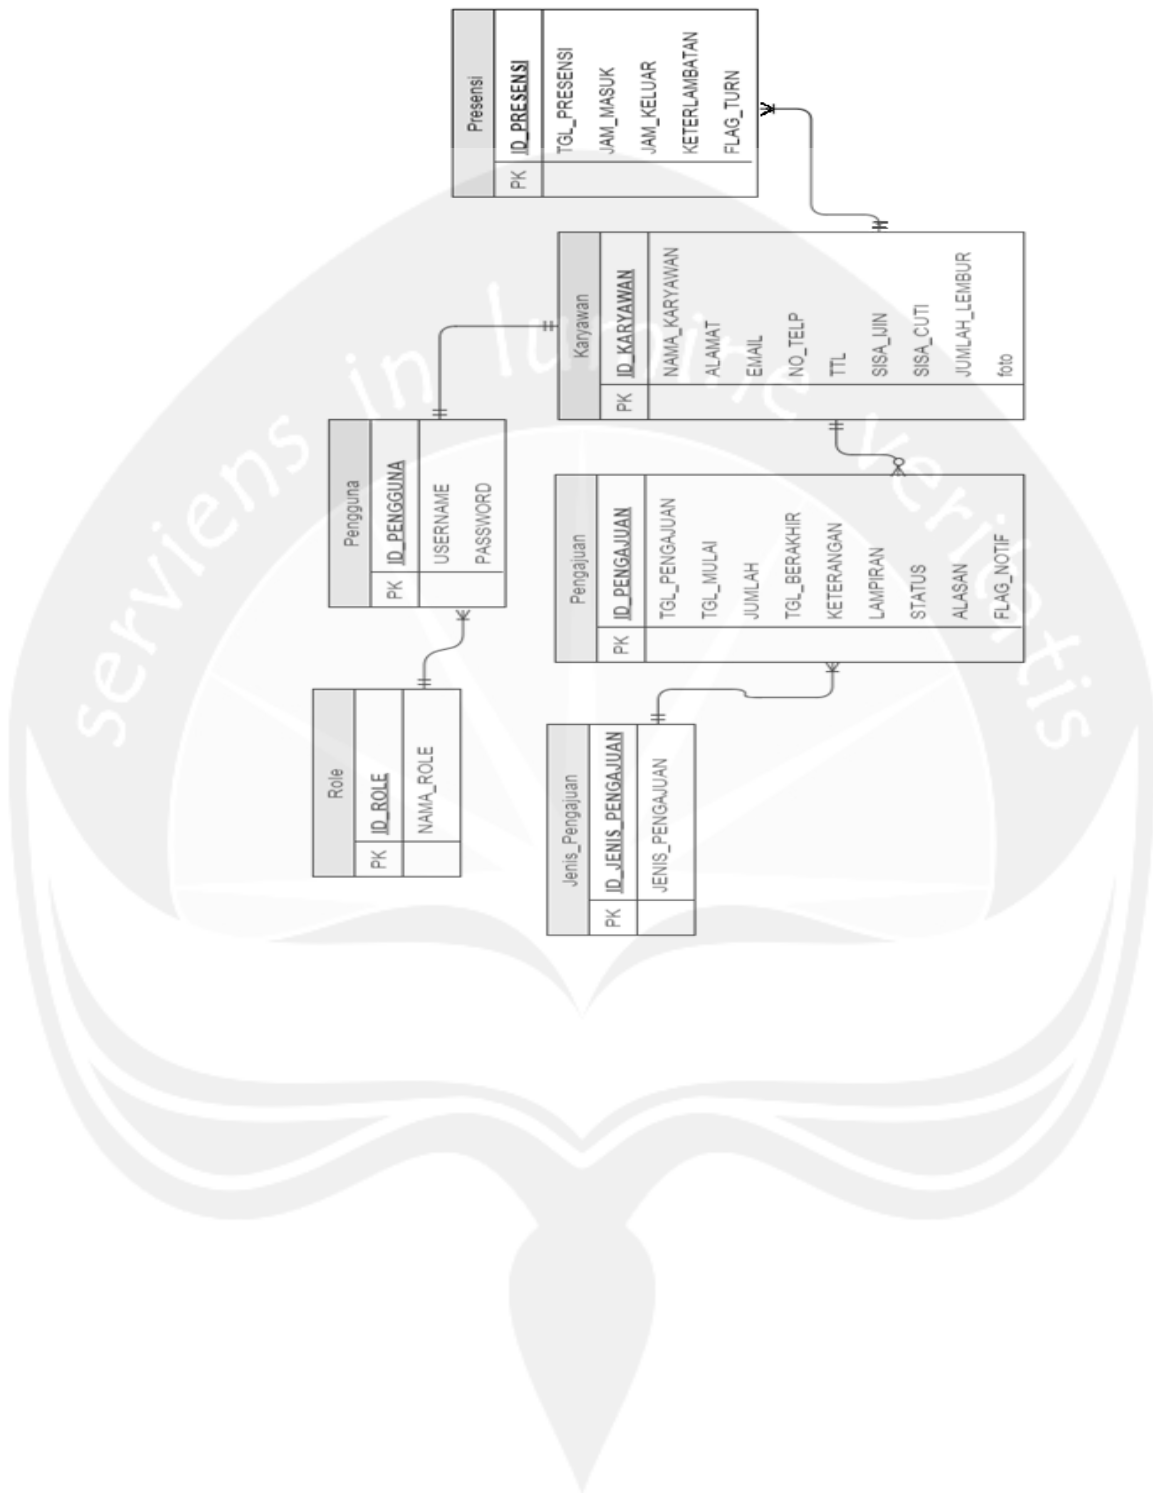 Role
PK ID_ROLE
NAMA_ROLE
Pengguna
PK ID_PENGGUNA
USERNAME
PASSWORD
Jenis_Pengajuan
PK ID_JENIS_PENGAJUAN
JENIS_PENGAJUAN
Pengajuan
PK ID_PENGAJUAN
TGL_PENGAJUAN
TGL_MULAI
JUMLAH
TGL_BERAKHIR
KETERANGAN
LAMPIRAN
STATUS
ALASAN
FLAG_NOTIF
Karyawan
PK ID_KARYAWAN
NAMA_KARYAWAN
ALAMAT
EMAIL
NO_TELP
TTL
SISA_IJIN
SISA_CUTI
JUMLAH_LEMBUR
foto
Presensi
PK ID_PRESENSI
TGL_PRESENSI
JAM_MASUK
JAM_KELUAR
KETERLAMBATAN
FLAG_TURN
serviens in lumine veritatis